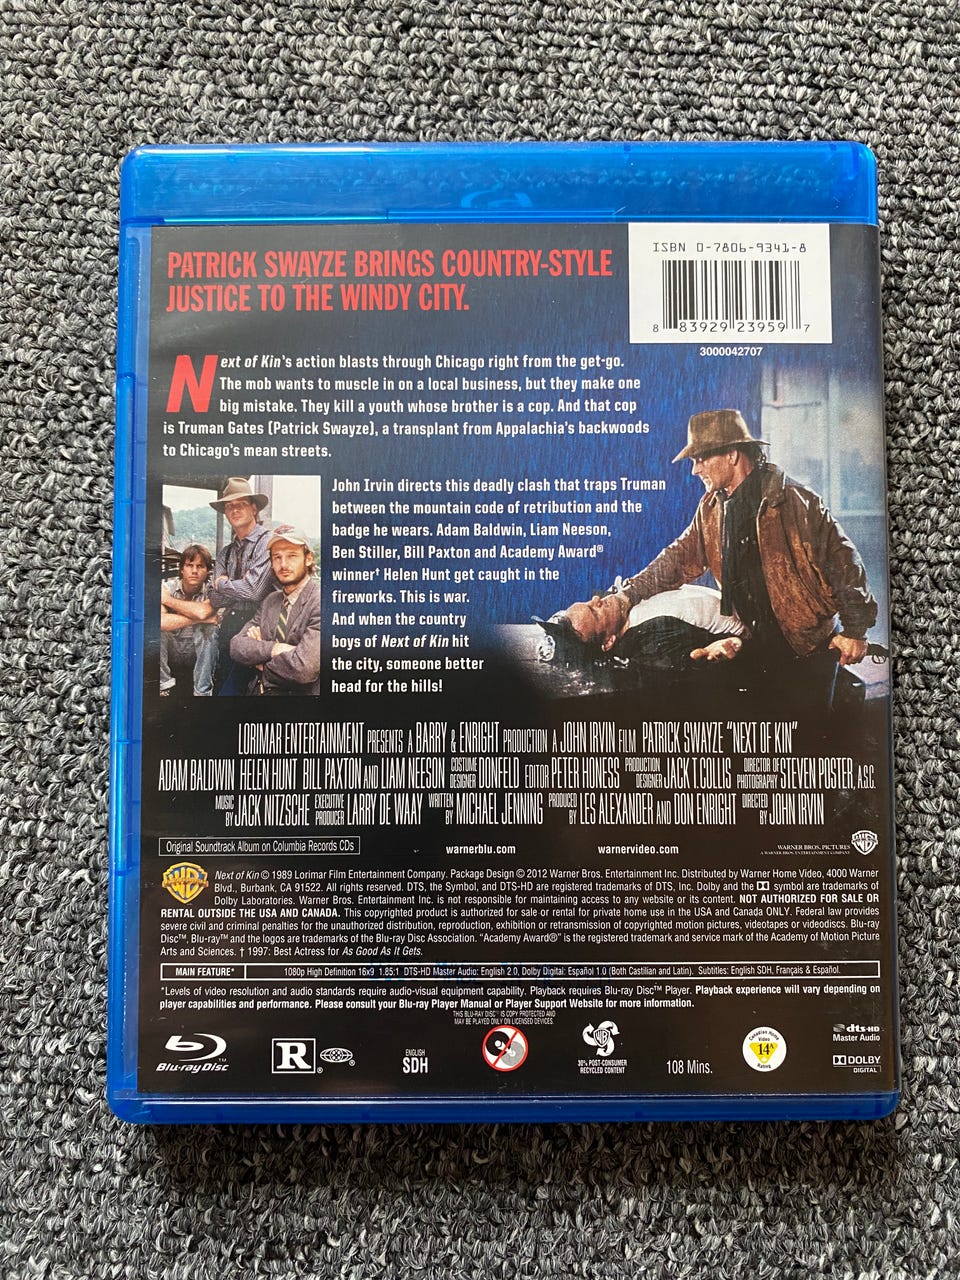 PATRICK SWAYZE BRINGS COUNTRY-STYLE
JUSTICE TO THE WINDY CITY.
ISBN 0-7806-9341-8
8 83929 23959 7
3000042707
Next of Kin's action blasts through Chicago right from the get-go.
The mob wants to muscle in on a local business, but they make one
big mistake. They kill a youth whose brother is a cop. And that cop
is Truman Gates (Patrick Swayze), a transplant from Appalachia's backwoods
to Chicago's mean streets.
John Irvin directs this deadly clash that traps Truman
between the mountain code of retribution and the
badge he wears. Adam Baldwin, Liam Neeson,
Ben Stiller, Bill Paxton and Academy Award®
winner† Helen Hunt get caught in the
fireworks. This is war.
And when the country
boys of Next of Kin hit
the city, someone better
head for the hills!
LORIMAR ENTERTAINMENT PRESENTS A BARRY & ENRIGHT PRODUCTION A JOHN IRVIN FILM PATRICK SWAYZE "NEXT OF KIN"
ADAM BALDWIN HELEN HUNT BILL PAXTON AND LIAM NEESON COSTUME DESIGNER DONFELD EDITOR PETER HONESS PRODUCTION DESIGNER JACK T. COLLIS DIRECTOR OF PHOTOGRAPHY STEVEN POSTER, A.S.C.
MUSIC BY JACK NITZSCHE EXECUTIVE PRODUCER LARRY DE WAAY WRITTEN BY MICHAEL JENNING PRODUCED BY LES ALEXANDER AND DON ENRIGHT DIRECTED BY JOHN IRVIN
Original Soundtrack Album on Columbia Records CDs
warnerblu.com
warnervideo.com
WARNER BROS. PICTURES
A WARNER BROS. ENTERTAINMENT COMPANY
Next of Kin © 1989 Lorimar Film Entertainment Company. Package Design © 2012 Warner Bros. Entertainment Inc. Distributed by Warner Home Video, 4000 Warner
Blvd., Burbank, CA 91522. All rights reserved. DTS, the Symbol, and DTS-HD are registered trademarks of DTS, Inc. Dolby and the symbol are trademarks of
Dolby Laboratories. Warner Bros. Entertainment Inc. is not responsible for maintaining access to any website or its content. NOT AUTHORIZED FOR SALE OR
RENTAL OUTSIDE THE USA AND CANADA. This copyrighted product is authorized for sale or rental for private home use in the USA and Canada ONLY. Federal law provides
severe civil and criminal penalties for the unauthorized distribution, reproduction, exhibition or retransmission of copyrighted motion pictures, videotapes or videodiscs. Blu-ray
Disc™, Blu-ray™ and the logos are trademarks of the Blu-ray Disc Association. "Academy Award®" is the registered trademark and service mark of the Academy of Motion Picture
Arts and Sciences. † 1997: Best Actress for As Good As It Gets.
MAIN FEATURE* 1080p High Definition 16x9 1.85:1 DTS-HD Master Audio: English 2.0, Dolby Digital: Español 1.0 (Both Castilian and Latin). Subtitles: English SDH, Français & Español.
*Levels of video resolution and audio standards require audio-visual equipment capability. Playback requires Blu-ray Disc™ Player. Playback experience will vary depending on
player capabilities and performance. Please consult your Blu-ray Player Manual or Player Support Website for more information.
THIS BLU-RAY DISC™ IS COPY PROTECTED AND
MAY BE PLAYED ONLY ON LICENSED DEVICES.
Blu-ray Disc™
R®
ENGLISH
SDH
30% POST-CONSUMER
RECYCLED CONTENT
108 Mins.
Canadian Home
Video
14A
Rating
dts-HD
Master Audio
DOLBY
DIGITAL